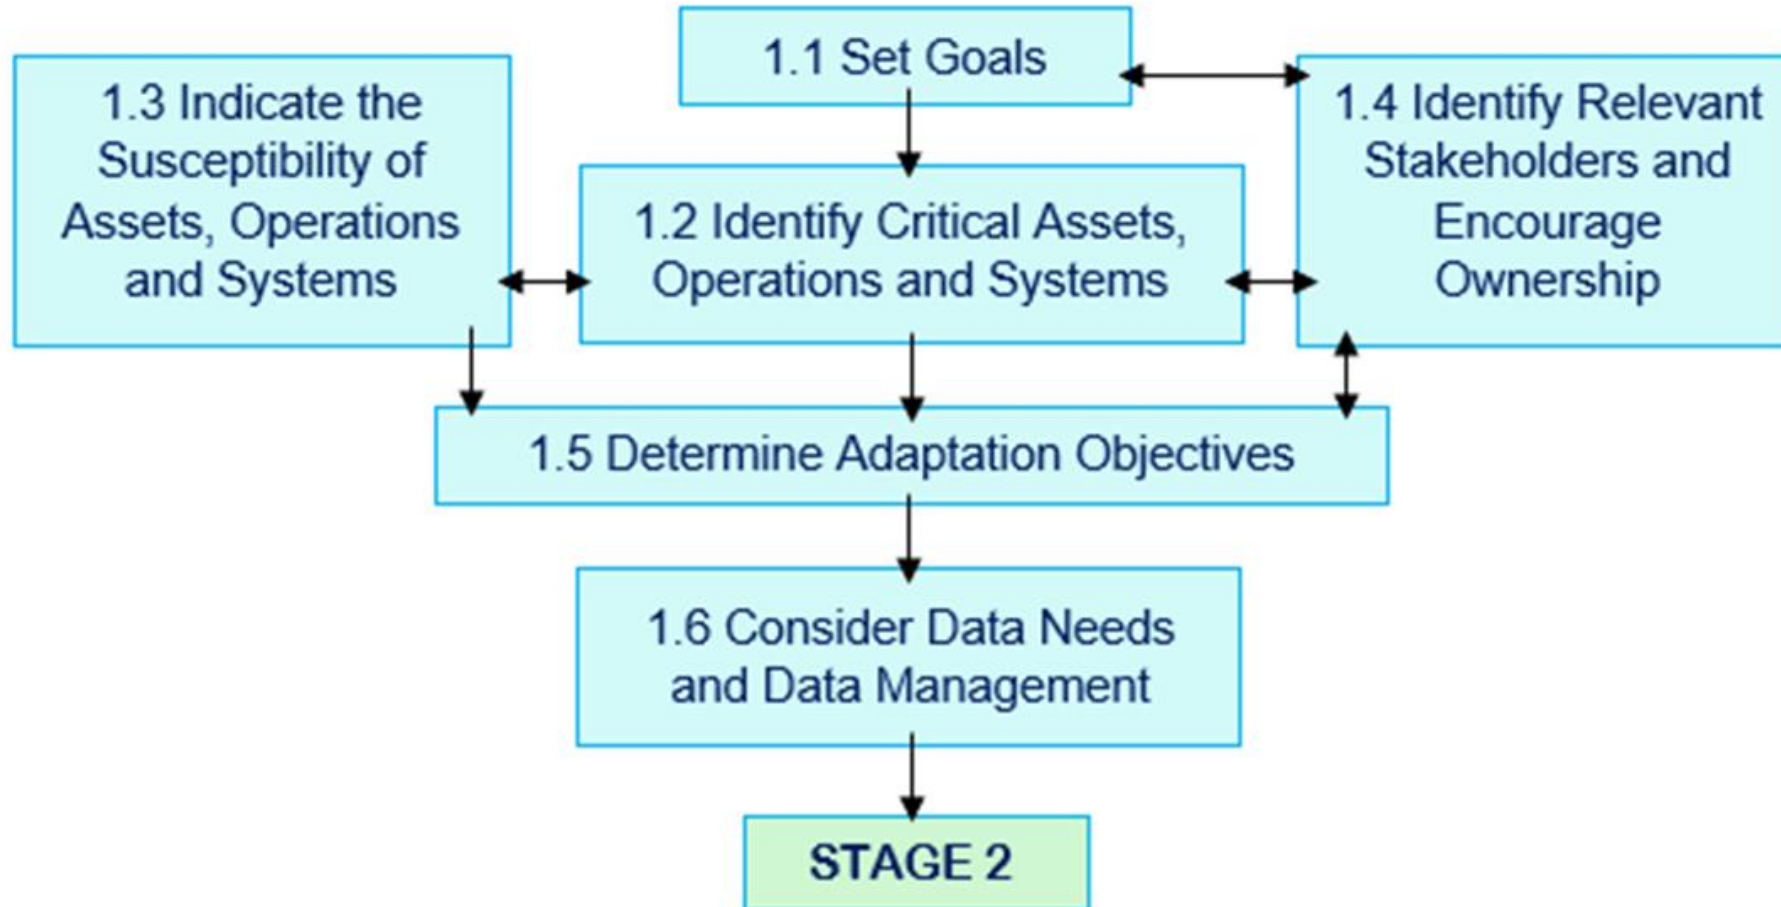 1.1 Set Goals
1.3 Indicate the
Susceptibility of
Assets, Operations
and Systems
1.2 Identify Critical Assets,
Operations and Systems
1.4 Identify Relevant
Stakeholders and
Encourage
Ownership
1.5 Determine Adaptation Objectives
1.6 Consider Data Needs
and Data Management
STAGE 2